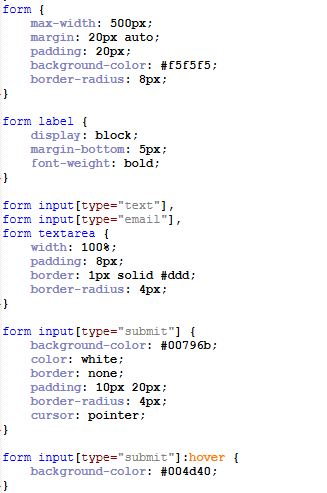 form {
    max-width: 500px;
    margin: 20px auto;
    padding: 20px;
    background-color: #f5f5f5;
    border-radius: 8px;
}

form label {
    display: block;
    margin-bottom: 5px;
    font-weight: bold;
}

form input[type="text"],
form input[type="email"],
form textarea {
    width: 100%;
    padding: 8px;
    border: 1px solid #ddd;
    border-radius: 4px;
}

form input[type="submit"] {
    background-color: #00796b;
    color: white;
    border: none;
    padding: 10px 20px;
    border-radius: 4px;
    cursor: pointer;
}

form input[type="submit"]:hover {
    background-color: #004d40;
}